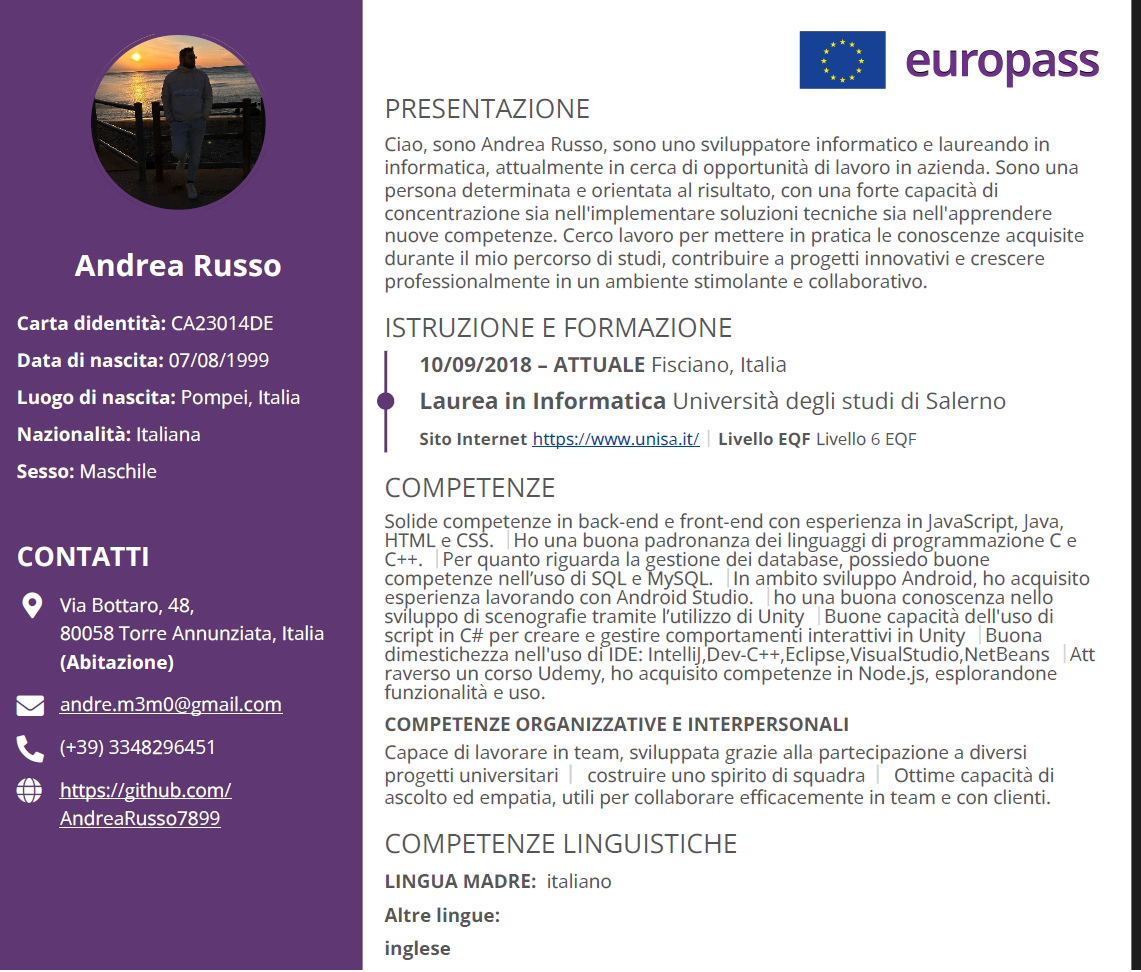 Andrea Russo
Carta didentità: CA23014DE
Data di nascita: 07/08/1999
Luogo di nascita: Pompei, Italia
Nazionalità: Italiana
Sesso: Maschile
CONTATTI
Via Bottaro, 48,
80058 Torre Annunziata, Italia
(Abitazione)
andre.m3m0@gmail.com
(+39) 3348296451
https://github.com/
AndreaRusso7899
europass
PRESENTAZIONE
Ciao, sono Andrea Russo, sono uno sviluppatore informatico e laureando in
informatica, attualmente in cerca di opportunità di lavoro in azienda. Sono una
persona determinata e orientata al risultato, con una forte capacità di
concentrazione sia nell'implementare soluzioni tecniche sia nell'apprendere
nuove competenze. Cerco lavoro per mettere in pratica le conoscenze acquisite
durante il mio percorso di studi, contribuire a progetti innovativi e crescere
professionalmente in un ambiente stimolante e collaborativo.
ISTRUZIONE E FORMAZIONE
10/09/2018 – ATTUALE Fisciano, Italia
Laurea in Informatica Università degli studi di Salerno
Sito Internet https://www.unisa.it/ | Livello EQF Livello 6 EQF
COMPETENZE
Solide competenze in back-end e front-end con esperienza in JavaScript, Java,
HTML e CSS. | Ho una buona padronanza dei linguaggi di programmazione C e
C++. | Per quanto riguarda la gestione dei database, possiedo buone
competenze nell’uso di SQL e MySQL. | In ambito sviluppo Android, ho acquisito
esperienza lavorando con Android Studio. | ho una buona conoscenza nello
sviluppo di scenografie tramite l’utilizzo di Unity | Buone capacità dell'uso di
script in C# per creare e gestire comportamenti interattivi in Unity | Buona
dimestichezza nell'uso di IDE: IntelliJ,Dev-C++,Eclipse,VisualStudio,NetBeans | Att
raverso un corso Udemy, ho acquisito competenze in Node.js, esplorandone
funzionalità e uso.
COMPETENZE ORGANIZZATIVE E INTERPERSONALI
Capace di lavorare in team, sviluppata grazie alla partecipazione a diversi
progetti universitari | costruire uno spirito di squadra | Ottime capacità di
ascolto ed empatia, utili per collaborare efficacemente in team e con clienti.
COMPETENZE LINGUISTICHE
LINGUA MADRE: italiano
Altre lingue:
inglese